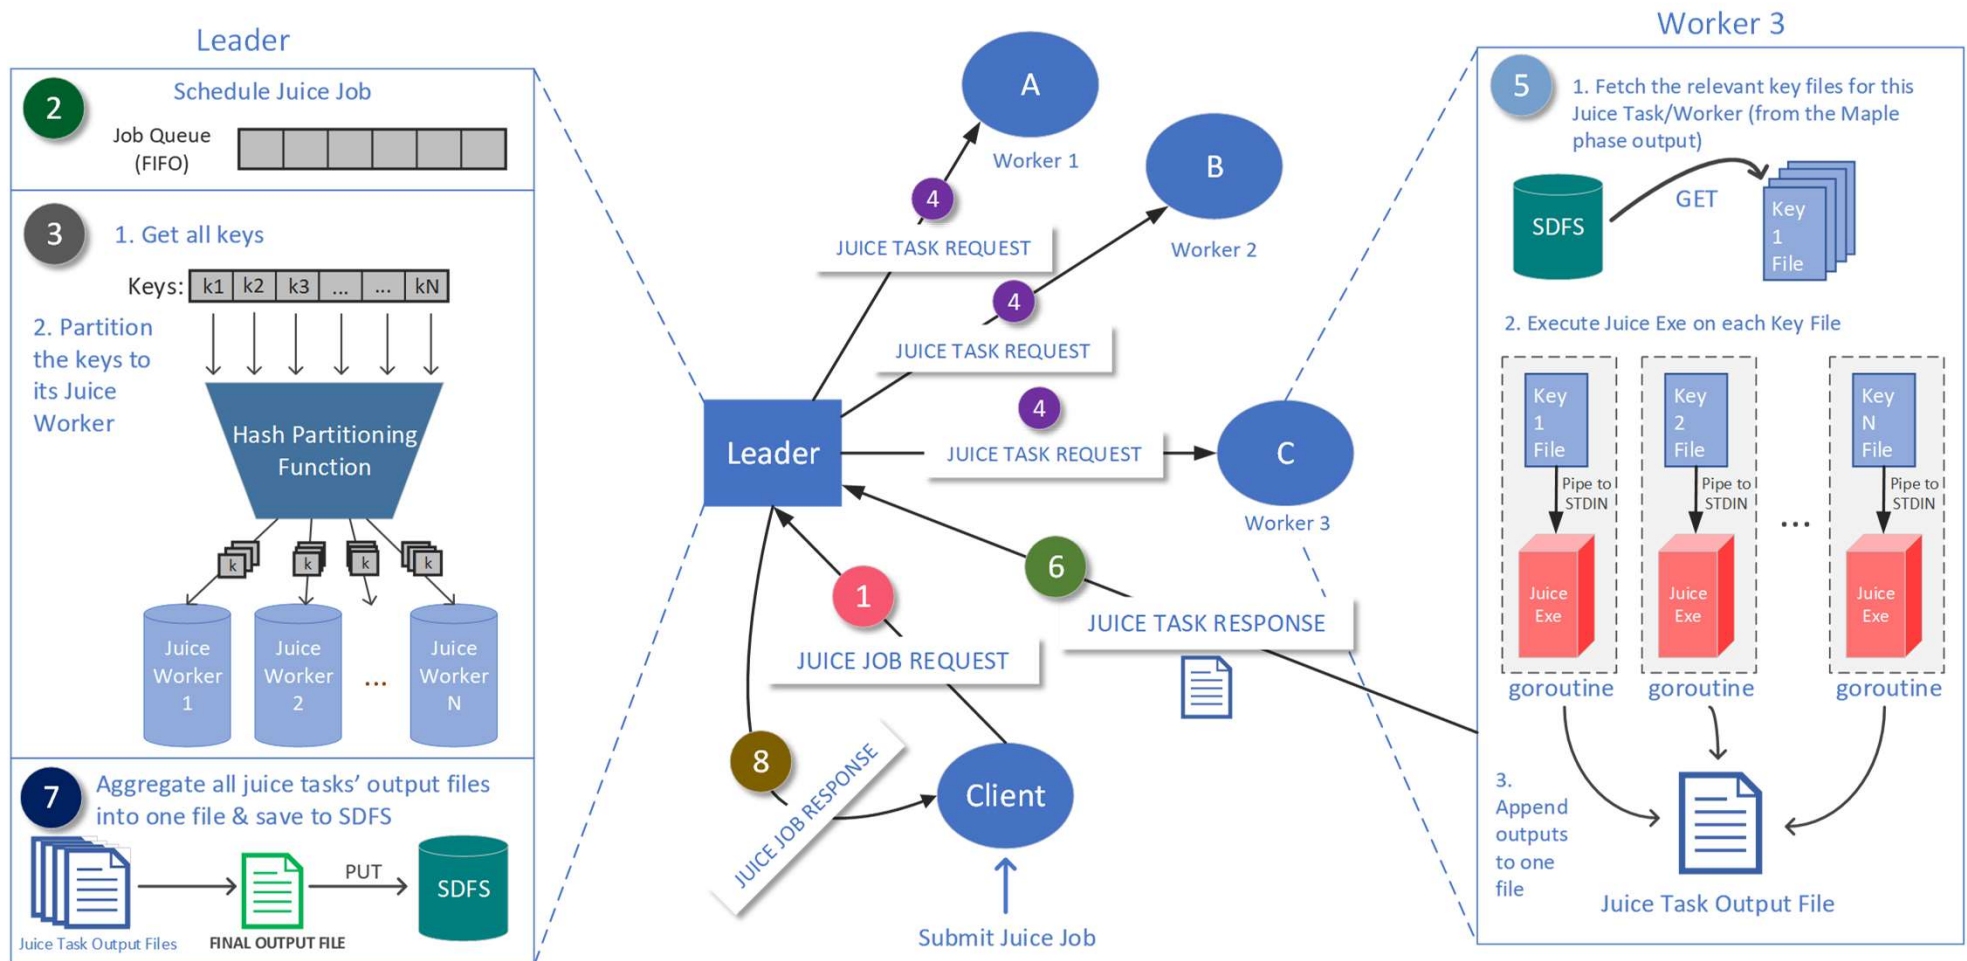 Leader
2
Schedule Juice Job
Job Queue
(FIFO)
3
1. Get all keys
Keys: k1 k2 k3 ... ... kN
2. Partition
the keys to
its Juice
Worker
Hash Partitioning
Function
k k k k
Juice
Worker
1
Juice
Worker
2
...
Juice
Worker
N
7
Aggregate all juice tasks’ output files
into one file & save to SDFS
PUT
SDFS
Juice Task Output Files
FINAL OUTPUT FILE
A
Worker 1
B
Worker 2
4
JUICE TASK REQUEST
4
JUICE TASK REQUEST
4
JUICE TASK REQUEST
Leader
C
Worker 3
6
JUICE TASK RESPONSE
1
JUICE JOB REQUEST
8
JUICE JOB RESPONSE
Client
Submit Juice Job
Worker 3
5
1. Fetch the relevant key files for this
Juice Task/Worker (from the Maple
phase output)
SDFS
GET
Key
1
File
2. Execute Juice Exe on each Key File
Key
1
File
Pipe to
STDIN
Juice
Exe
goroutine
Key
2
File
Pipe to
STDIN
Juice
Exe
goroutine
...
Key
N
File
Pipe to
STDIN
Juice
Exe
goroutine
3.
Append
outputs
to one
file
Juice Task Output File